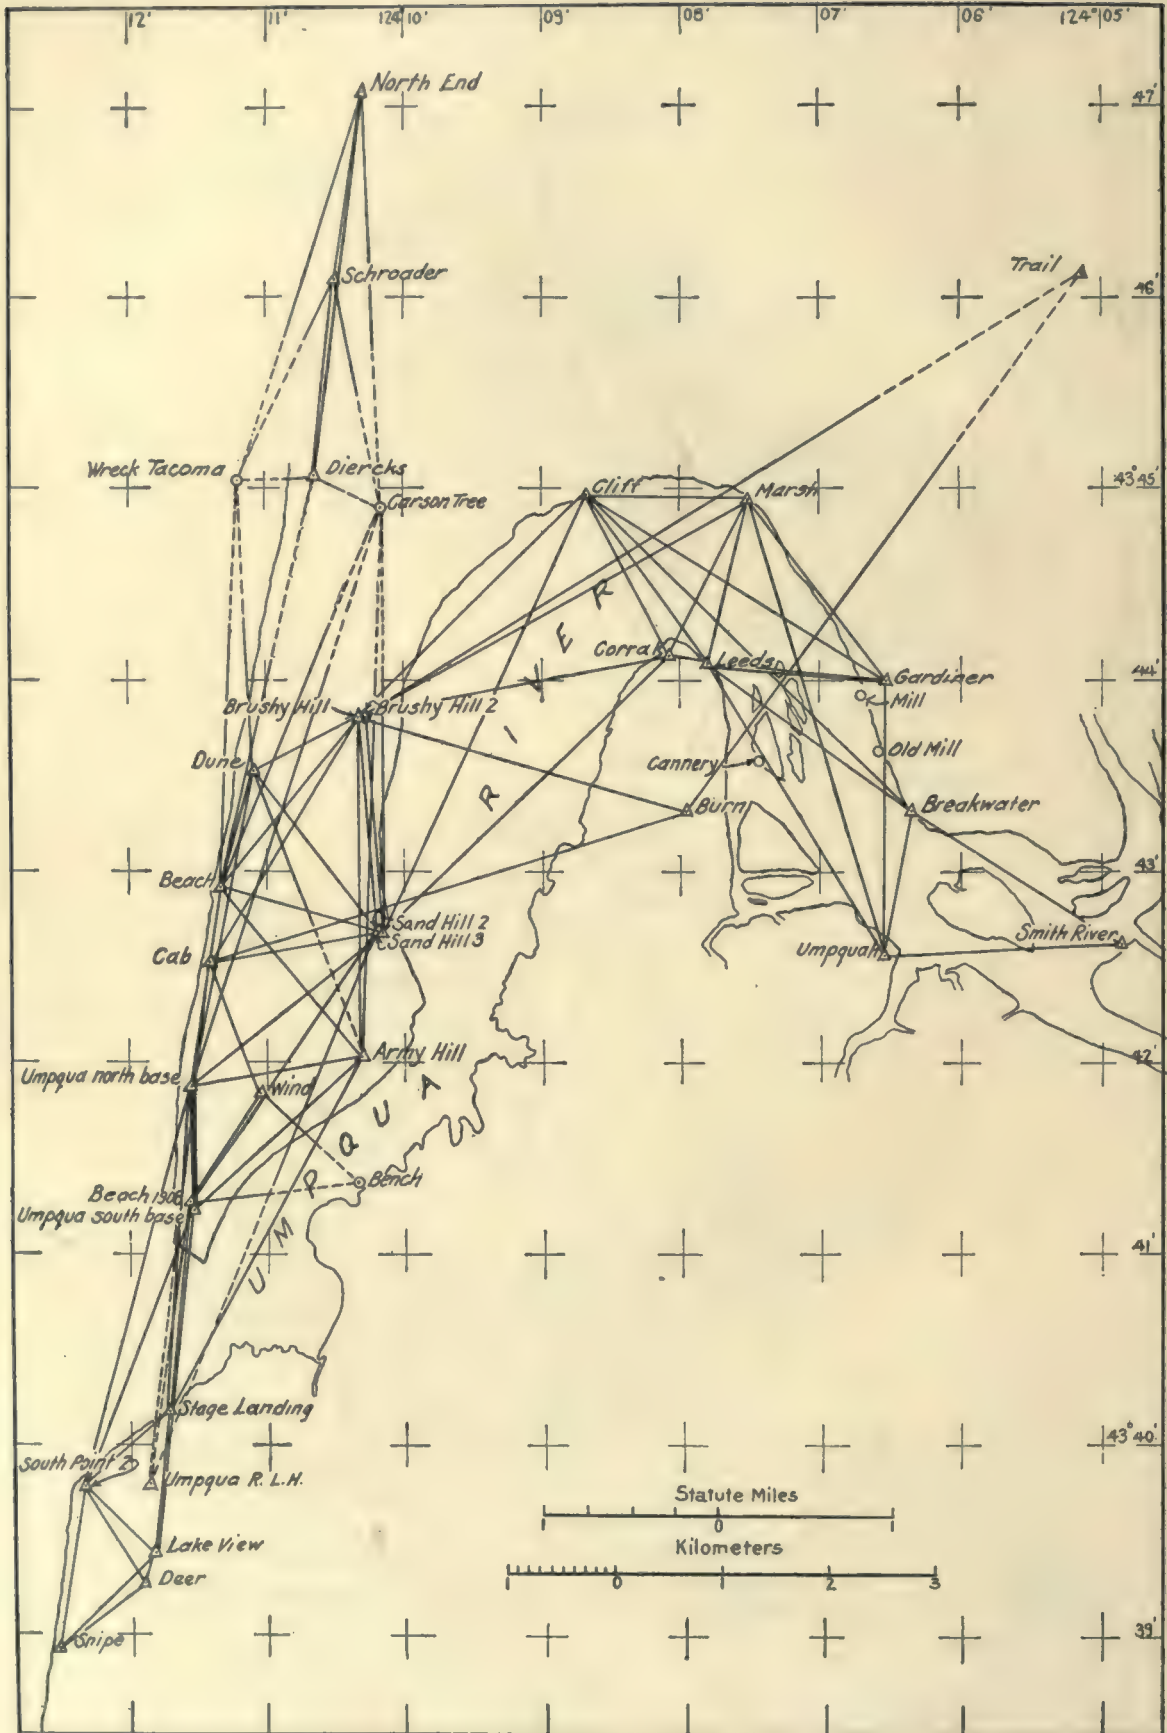 12' 11' 124°10' 09' 08' 07' 06' 124°05'
North End
47'
Schroader
Trail
46'
Wreck Tacoma
Diercks
Carson Tree
Cliff
Marsh
43°45'
Corral
Leeds
Gardiner
44'
Mill
Brushy Hill
Brushy Hill 2
Old Mill
Dune
Cannery
Burn
Breakwater
Beach
43'
Sand Hill 2
Sand Hill 3
Smith River
Cab
Umpquah
Army Hill
42'
Umpqua north base
Wind
Bench
Beach 1908
Umpqua south base
41'
UMPQUA RIVER
Stage Landing
43°40'
South Point 2
Umpqua R. L. H.
Statute Miles
1 0 1
Lake View
Kilometers
Deer
1 0 1 2 3
Snipe
39'